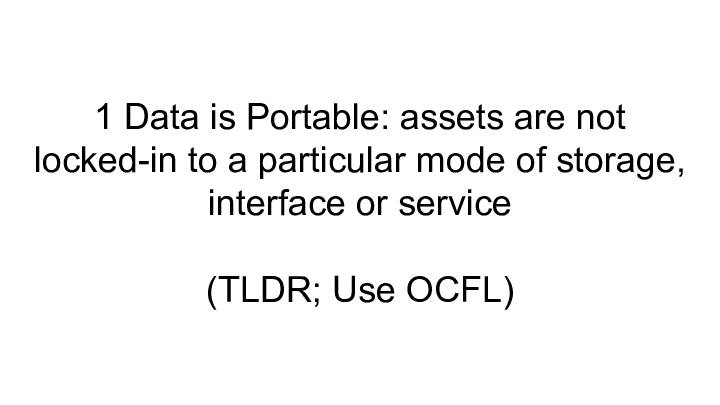 1 Data is Portable: assets are not
locked-in to a particular mode of storage,
interface or service
(TLDR; Use OCFL)